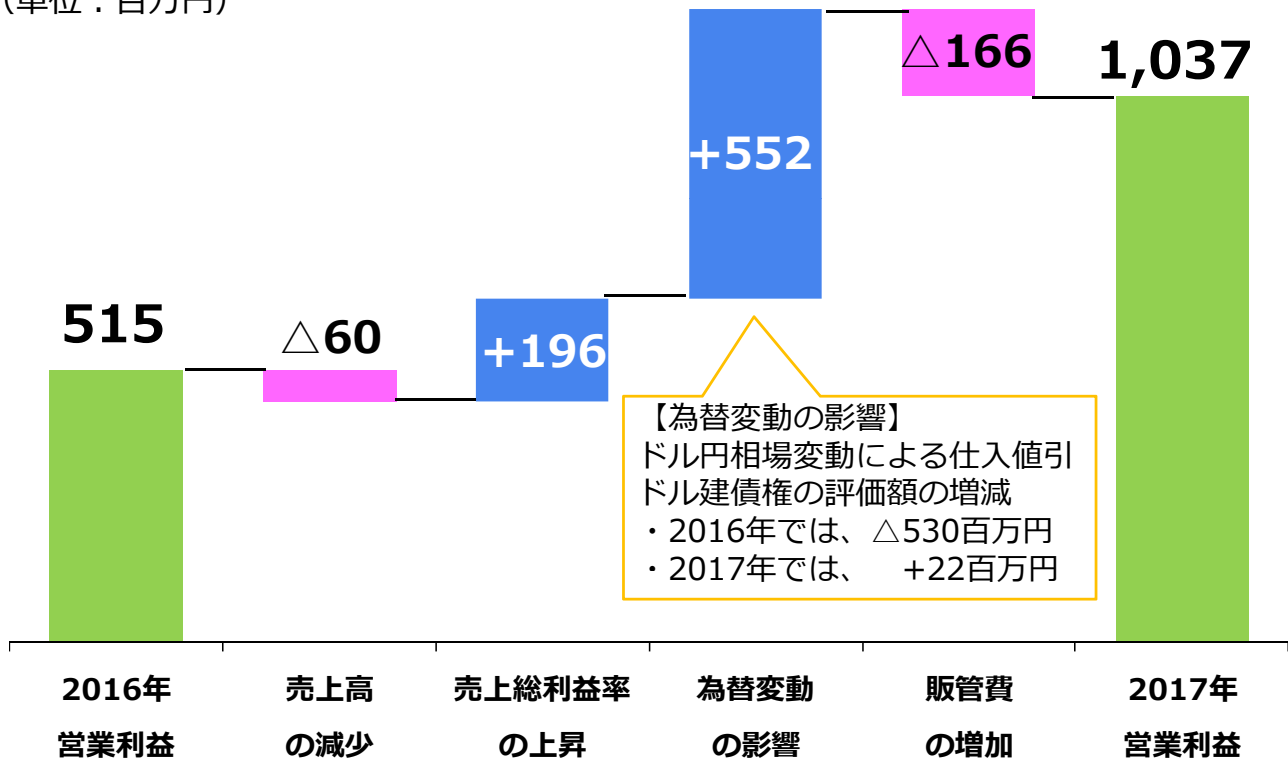 (単位：百万円)
515
△60
+196
+552
△166
1,037
【為替変動の影響】
ドル円相場変動による仕入値引
ドル建債権の評価額の増減
・2016年では、△530百万円
・2017年では、　+22百万円
2016年
営業利益
売上高
の減少
売上総利益率
の上昇
為替変動
の影響
販管費
の増加
2017年
営業利益